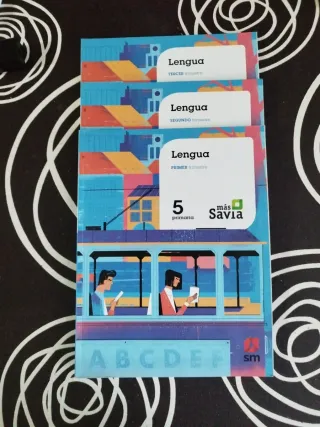 Lengua
TERCER TRIMESTRE
Lengua
SEGUNDO TRIMESTRE
Lengua
PRIMER TRIMESTRE
5
primaria
más
Savia
ABCDEF
sm